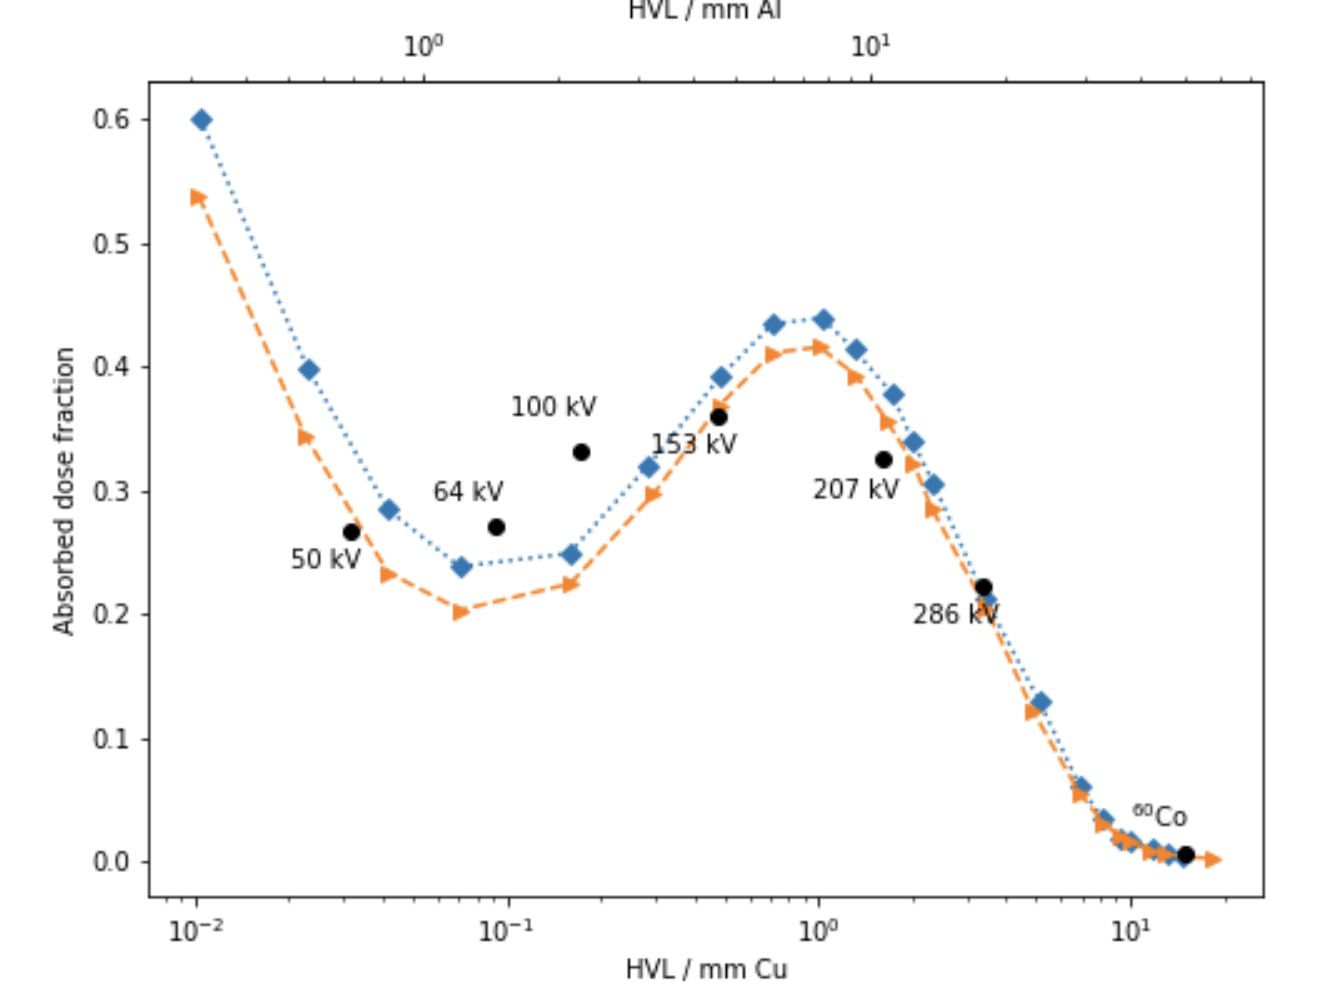 HVL / mm Al
10⁰ 10¹
0.6
0.5
0.4
0.3
0.2
0.1
0.0
Absorbed dose fraction
100 kV
153 kV
64 kV
207 kV
50 kV
286 kV
⁶⁰Co
10⁻² 10⁻¹ 10⁰ 10¹
HVL / mm Cu